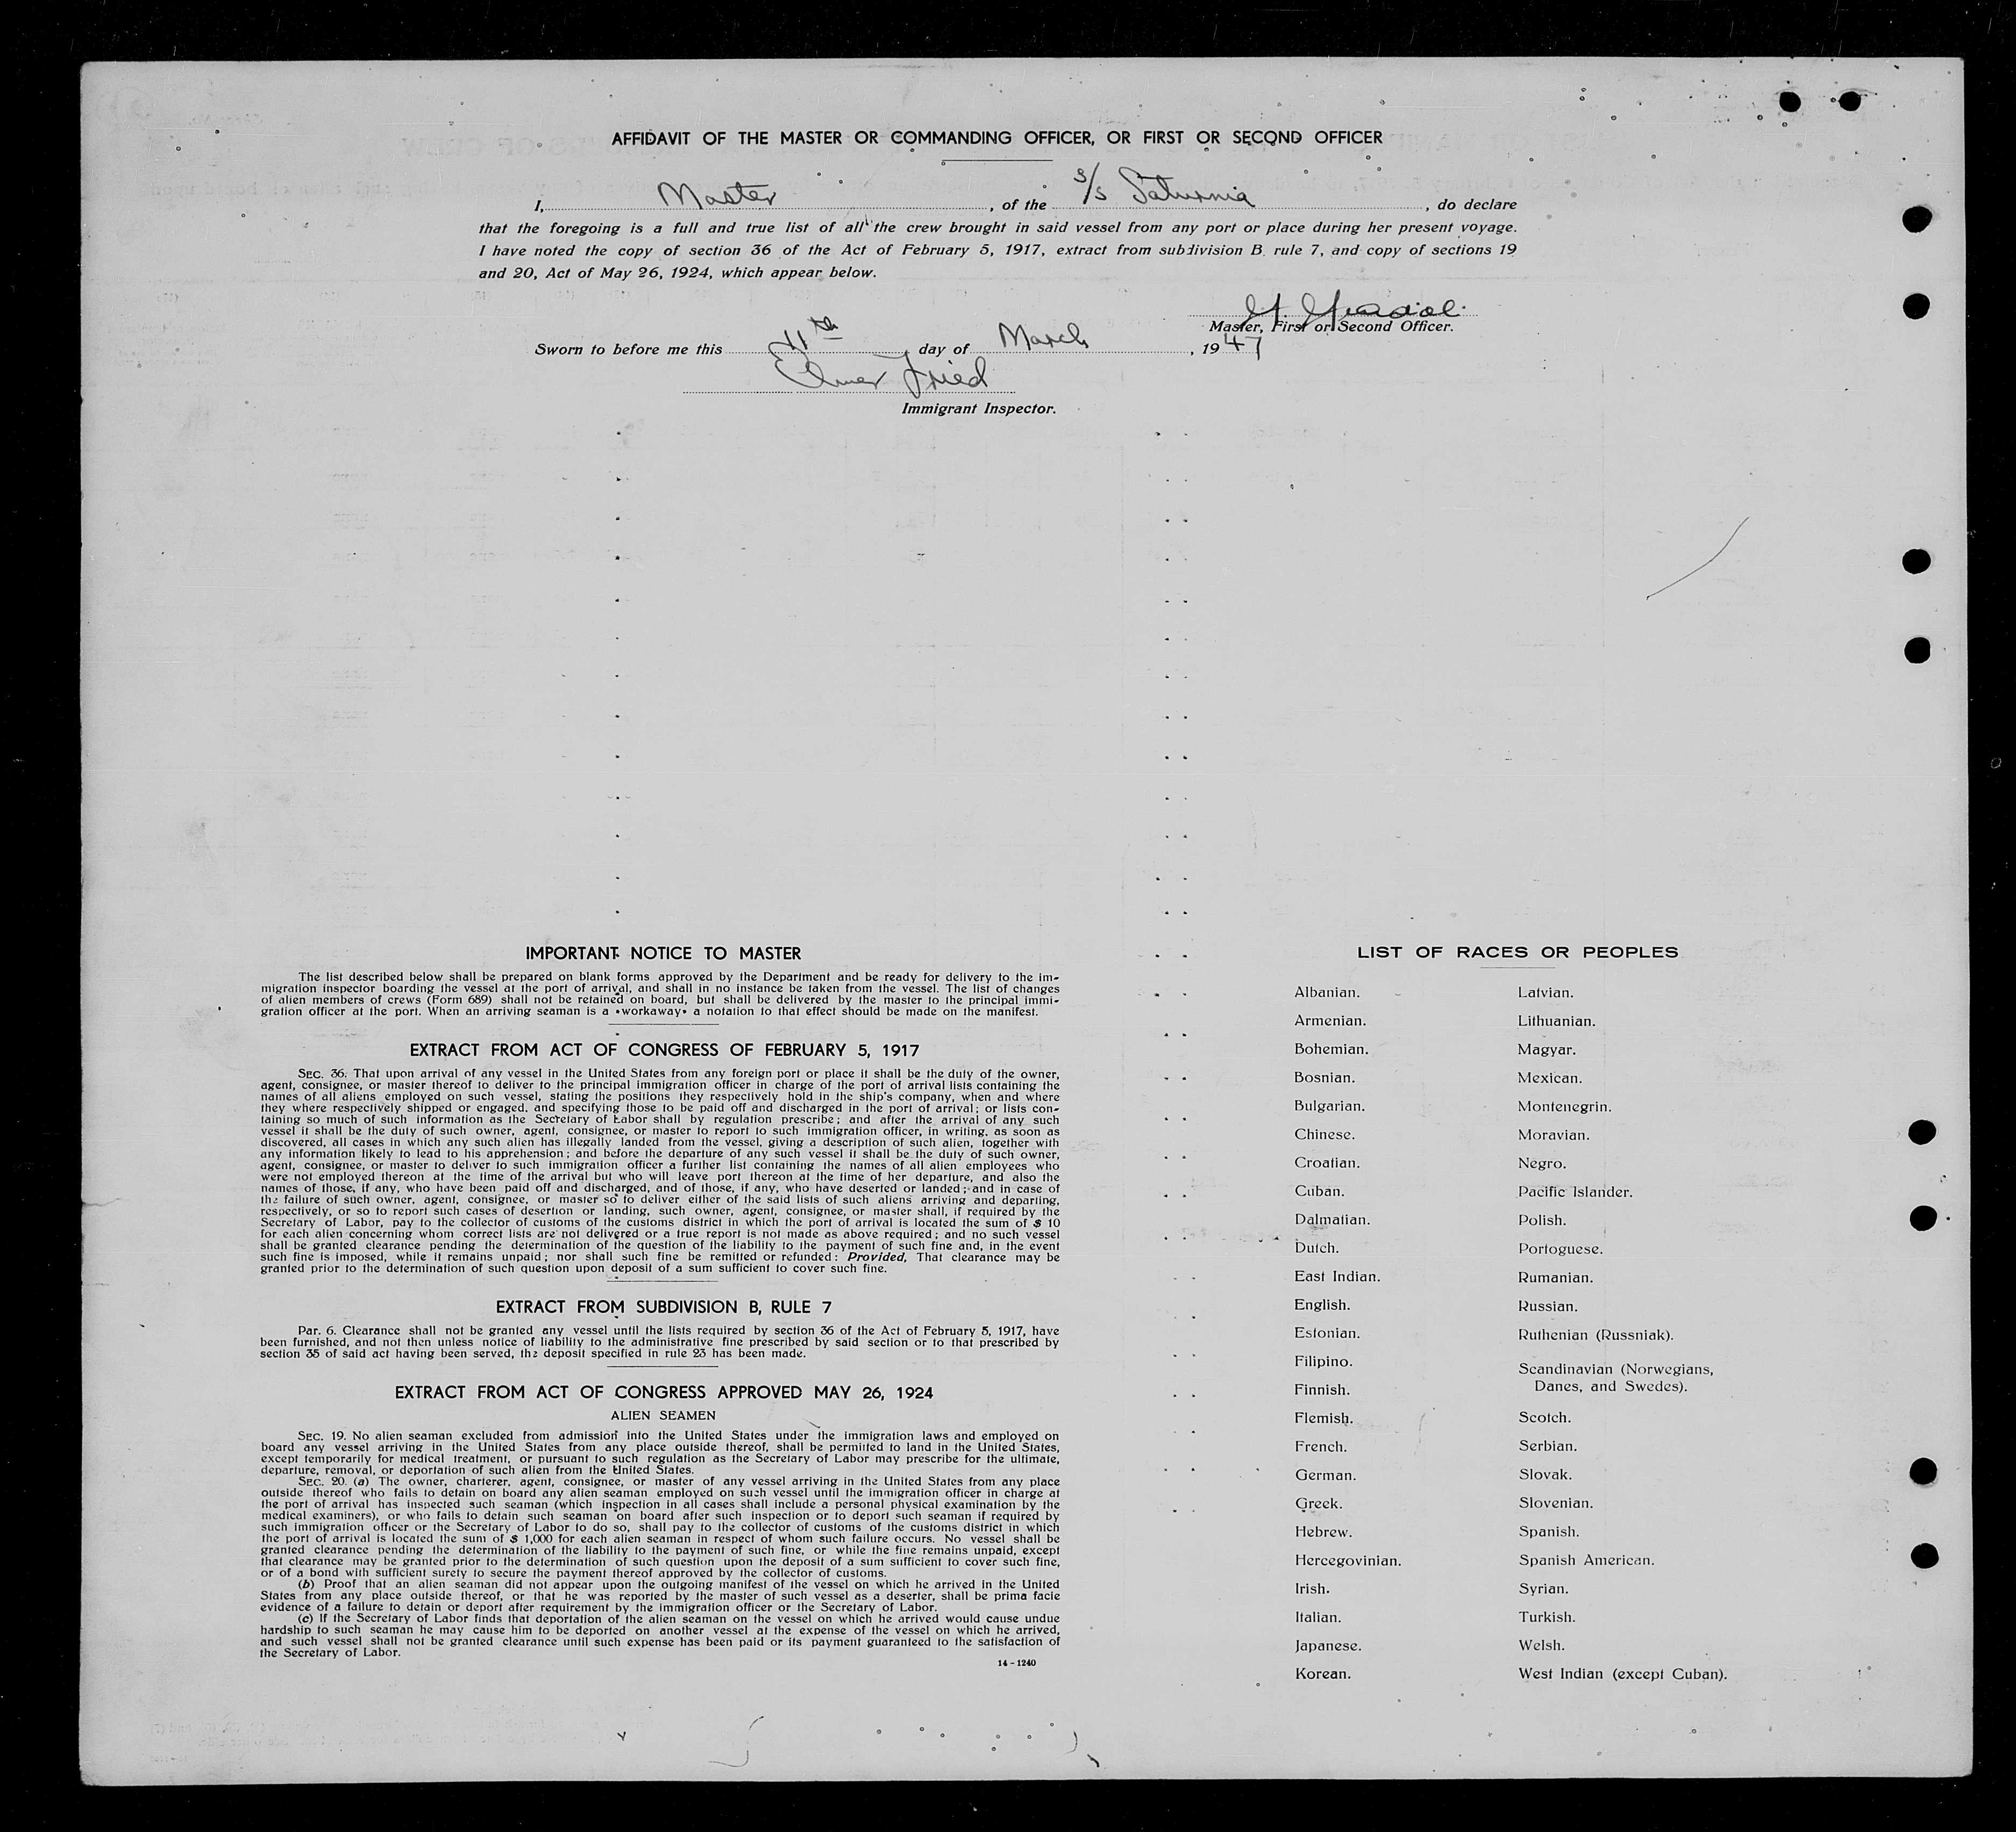 AFFIDAVIT OF THE MASTER OR COMMANDING OFFICER, OR FIRST OR SECOND OFFICER
I, Master, of the s/s Saturnia, do declare
that the foregoing is a full and true list of all the crew brought in said vessel from any port or place during her present voyage.
I have noted the copy of section 36 of the Act of February 5, 1917, extract from subdivision B. rule 7, and copy of sections 19
and 20, Act of May 26, 1924, which appear below.
Master, First or Second Officer.
Sworn to before me this 11th day of March, 1947
Elmer Fried
Immigrant Inspector.
IMPORTANT NOTICE TO MASTER
The list described below shall be prepared on blank forms approved by the Department and be ready for delivery to the im-
migration inspector boarding the vessel at the port of arrival, and shall in no instance be taken from the vessel. The list of changes
of alien members of crews (Form 689) shall not be retained on board, but shall be delivered by the master to the principal immi-
gration officer at the port. When an arriving seaman is a «workaway» a notation to that effect should be made on the manifest.
EXTRACT FROM ACT OF CONGRESS OF FEBRUARY 5, 1917
SEC. 36. That upon arrival of any vessel in the United States from any foreign port or place it shall be the duty of the owner,
agent, consignee, or master thereof to deliver to the principal immigration officer in charge of the port of arrival lists containing the
names of all aliens employed on such vessel, stating the positions they respectively hold in the ship's company, when and where
they where respectively shipped or engaged, and specifying those to be paid off and discharged in the port of arrival; or lists con-
taining so much of such information as the Secretary of Labor shall by regulation prescribe; and after the arrival of any such
vessel it shall be the duty of such owner, agent, consignee, or master to report to such immigration officer, in writing, as soon as
discovered, all cases in which any such alien has illegally landed from the vessel, giving a description of such alien, together with
any information likely to lead to his apprehension; and before the departure of any such vessel it shall be the duty of such owner,
agent, consignee, or master to deliver to such immigration officer a further list containing the names of all alien employees who
were not employed thereon at the time of the arrival but who will leave port thereon at the time of her departure, and also the
names of those, if any, who have been paid off and discharged, and of those, if any, who have deserted or landed; and in case of
the failure of such owner, agent, consignee, or master so to deliver either of the said lists of such aliens arriving and departing,
respectively, or so to report such cases of desertion or landing, such owner, agent, consignee, or master shall, if required by the
Secretary of Labor, pay to the collector of customs of the customs district in which the port of arrival is located the sum of $ 10
for each alien concerning whom correct lists are not delivered or a true report is not made as above required; and no such vessel
shall be granted clearance pending the determination of the question of the liability to the payment of such fine and, in the event
such fine is imposed, while it remains unpaid; nor shall such fine be remitted or refunded: Provided, That clearance may be
granted prior to the determination of such question upon deposit of a sum sufficient to cover such fine.
EXTRACT FROM SUBDIVISION B, RULE 7
Par. 6. Clearance shall not be granted any vessel until the lists required by section 36 of the Act of February 5, 1917, have
been furnished, and not then unless notice of liability to the administrative fine prescribed by said section or to that prescribed by
section 35 of said act having been served, the deposit specified in rule 23 has been made.
EXTRACT FROM ACT OF CONGRESS APPROVED MAY 26, 1924
ALIEN SEAMEN
SEC. 19. No alien seaman excluded from admission into the United States under the immigration laws and employed on
board any vessel arriving in the United States from any place outside thereof, shall be permitted to land in the United States,
except temporarily for medical treatment, or pursuant to such regulation as the Secretary of Labor may prescribe for the ultimate,
departure, removal, or deportation of such alien from the United States.
SEC. 20. (a) The owner, charterer, agent, consignee, or master of any vessel arriving in the United States from any place
outside thereof who fails to detain on board any alien seaman employed on such vessel until the immigration officer in charge at
the port of arrival has inspected such seaman (which inspection in all cases shall include a personal physical examination by the
medical examiners), or who fails to detain such seaman on board after such inspection or to deport such seaman if required by
such immigration officer or the Secretary of Labor to do so, shall pay to the collector of customs of the customs district in which
the port of arrival is located the sum of $ 1,000 for each alien seaman in respect of whom such failure occurs. No vessel shall be
granted clearance pending the determination of the liability to the payment of such fine, or while the fine remains unpaid, except
that clearance may be granted prior to the determination of such question upon the deposit of a sum sufficient to cover such fine,
or of a bond with sufficient surety to secure the payment thereof approved by the collector of customs.
(b) Proof that an alien seaman did not appear upon the outgoing manifest of the vessel on which he arrived in the United
States from any place outside thereof, or that he was reported by the master of such vessel as a deserter, shall be prima facie
evidence of a failure to detain or deport after requirement by the immigration officer or the Secretary of Labor.
(c) If the Secretary of Labor finds that deportation of the alien seaman on the vessel on which he arrived would cause undue
hardship to such seaman he may cause him to be deported on another vessel at the expense of the vessel on which he arrived,
and such vessel shall not be granted clearance until such expense has been paid or its payment guaranteed to the satisfaction of
the Secretary of Labor.
14-1240
LIST OF RACES OR PEOPLES
Albanian.
Armenian.
Bohemian.
Bosnian.
Bulgarian.
Chinese.
Croatian.
Cuban.
Dalmatian.
Dutch.
East Indian.
English.
Estonian.
Filipino.
Finnish.
Flemish.
French.
German.
Greek.
Hebrew.
Hercegovinian.
Irish.
Italian.
Japanese.
Korean.
Latvian.
Lithuanian.
Magyar.
Mexican.
Montenegrin.
Moravian.
Negro.
Pacific Islander.
Polish.
Portoguese.
Rumanian.
Russian.
Ruthenian (Russniak).
Scandinavian (Norwegians,
Danes, and Swedes).
Scotch.
Serbian.
Slovak.
Slovenian.
Spanish.
Spanish American.
Syrian.
Turkish.
Welsh.
West Indian (except Cuban).